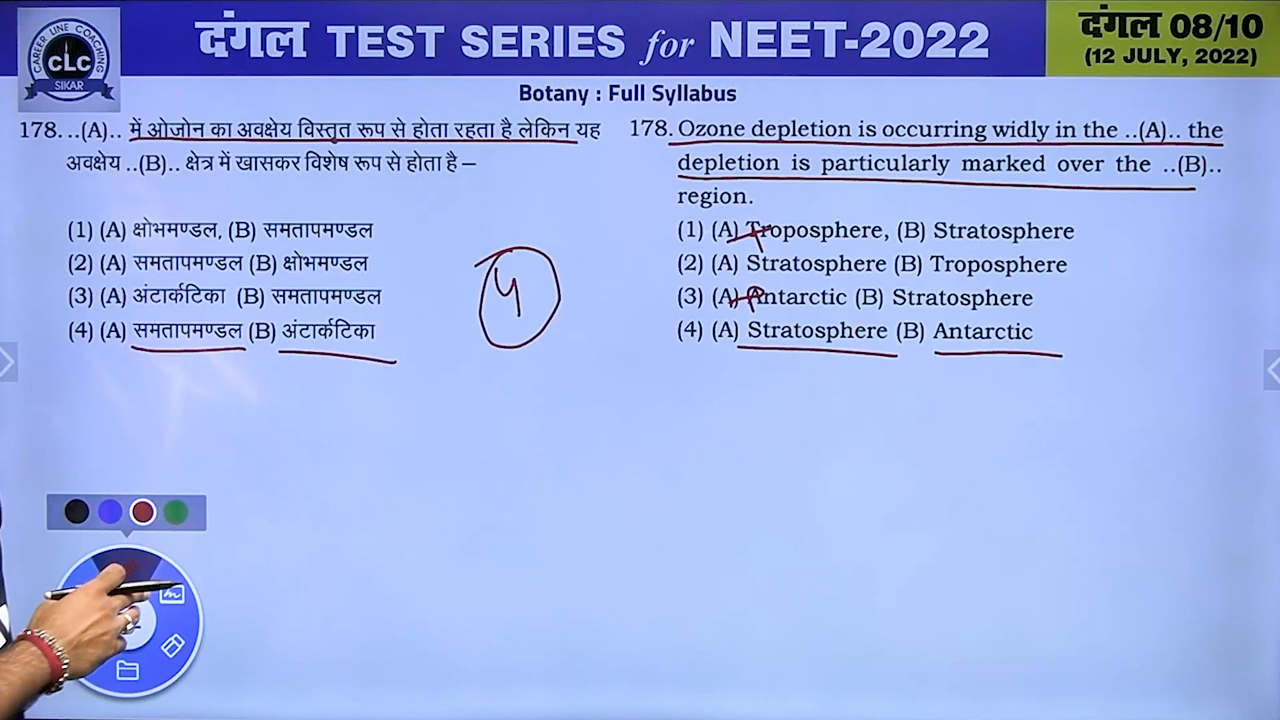 CAREER LINE COACHING
CLC
SIKAR
दंगल TEST SERIES for NEET-2022
दंगल 08/10
(12 JULY, 2022)
Botany : Full Syllabus
178. ..(A).. में ओजोन का अवक्षेय विस्तृत रूप से होता रहता है लेकिन यह
अवक्षेय ..(B).. क्षेत्र में खासकर विशेष रूप से होता है –
(1) (A) क्षोभमण्डल, (B) समतापमण्डल
(2) (A) समतापमण्डल (B) क्षोभमण्डल
(3) (A) अंटार्कटिका (B) समतापमण्डल
(4) (A) समतापमण्डल (B) अंटार्कटिका
4
178. Ozone depletion is occurring widly in the ..(A).. the
depletion is particularly marked over the ..(B)..
region.
(1) (A) Troposphere, (B) Stratosphere
(2) (A) Stratosphere (B) Troposphere
(3) (A) Antarctic (B) Stratosphere
(4) (A) Stratosphere (B) Antarctic